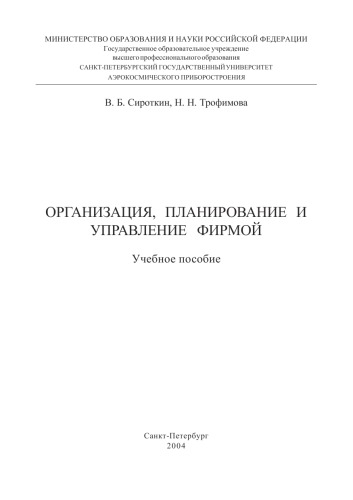 МИНИСТЕРСТВО ОБРАЗОВАНИЯ И НАУКИ РОССИЙСКОЙ ФЕДЕРАЦИИ
Государственное образовательное учреждение
высшего профессионального образования
САНКТ-ПЕТЕРБУРГСКИЙ ГОСУДАРСТВЕННЫЙ УНИВЕРСИТЕТ
АЭРОКОСМИЧЕСКОГО ПРИБОРОСТРОЕНИЯ
В. Б. Сироткин, Н. Н. Трофимова
ОРГАНИЗАЦИЯ, ПЛАНИРОВАНИЕ И
УПРАВЛЕНИЕ ФИРМОЙ
Учебное пособие
Санкт-Петербург
2004